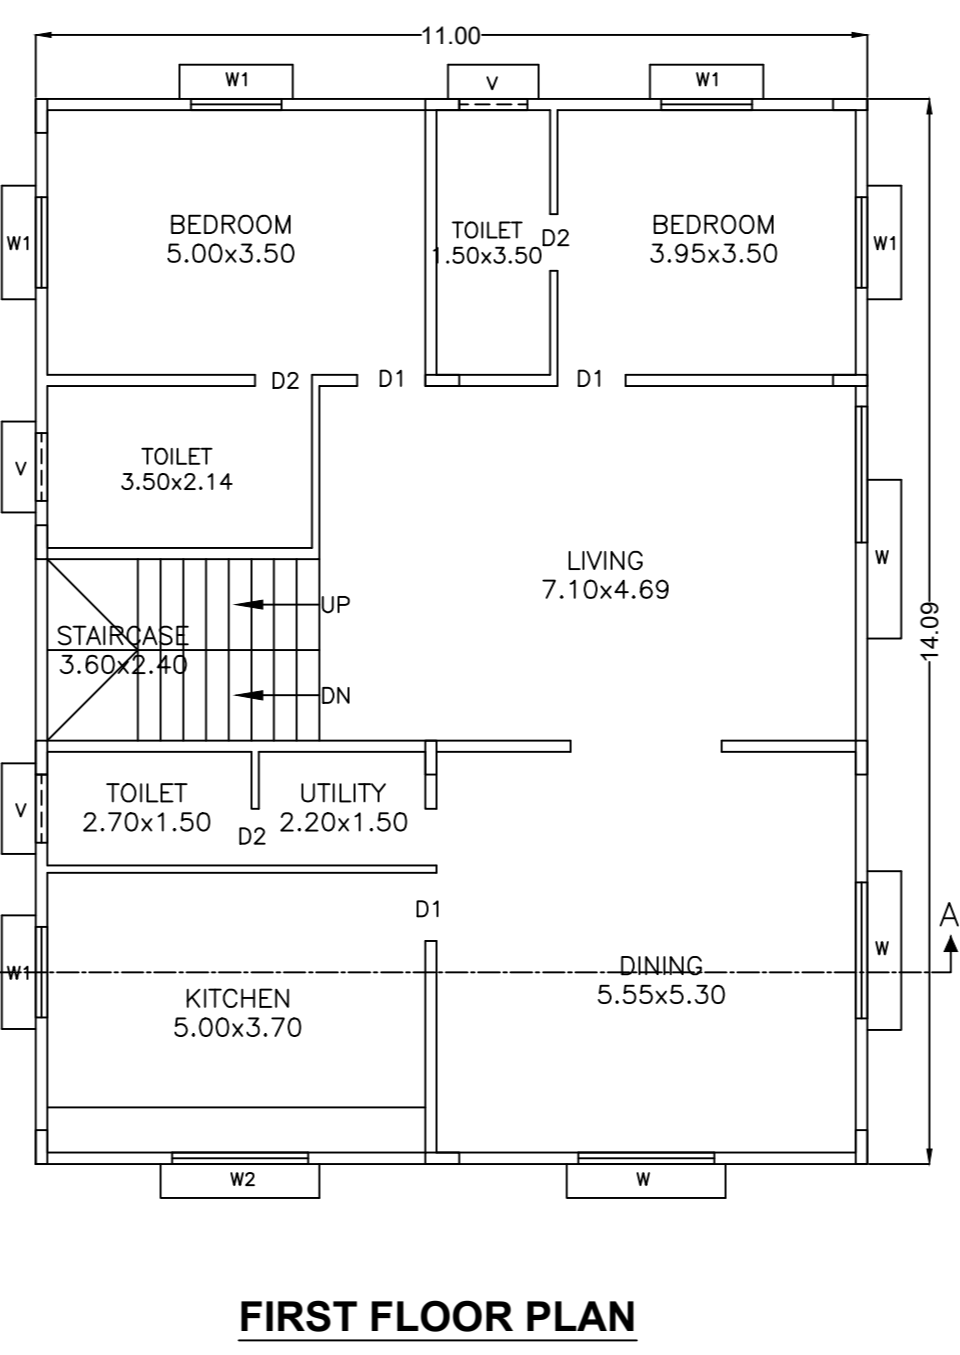 11.00
W1
V
W1
BEDROOM
5.00x3.50
TOILET
1.50x3.50
D2
BEDROOM
3.95x3.50
W1
W1
D2
D1
D1
TOILET
3.50x2.14
V
LIVING
7.10x4.69
W
UP
14.09
STAIRCASE
3.60x2.40
DN
TOILET
2.70x1.50
UTILITY
2.20x1.50
V
D2
D1
A
W
W1
DINING
5.55x5.30
KITCHEN
5.00x3.70
W2
W
FIRST FLOOR PLAN